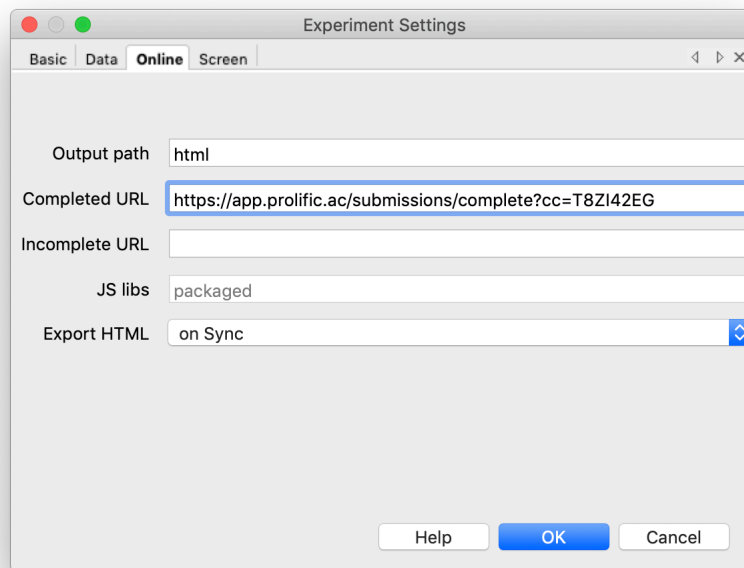 Experiment Settings
Basic Data Online Screen
Output path html
Completed URL https://app.prolific.ac/submissions/complete?cc=T8ZI42EG
Incomplete URL
JS libs packaged
Export HTML on Sync
Help OK Cancel